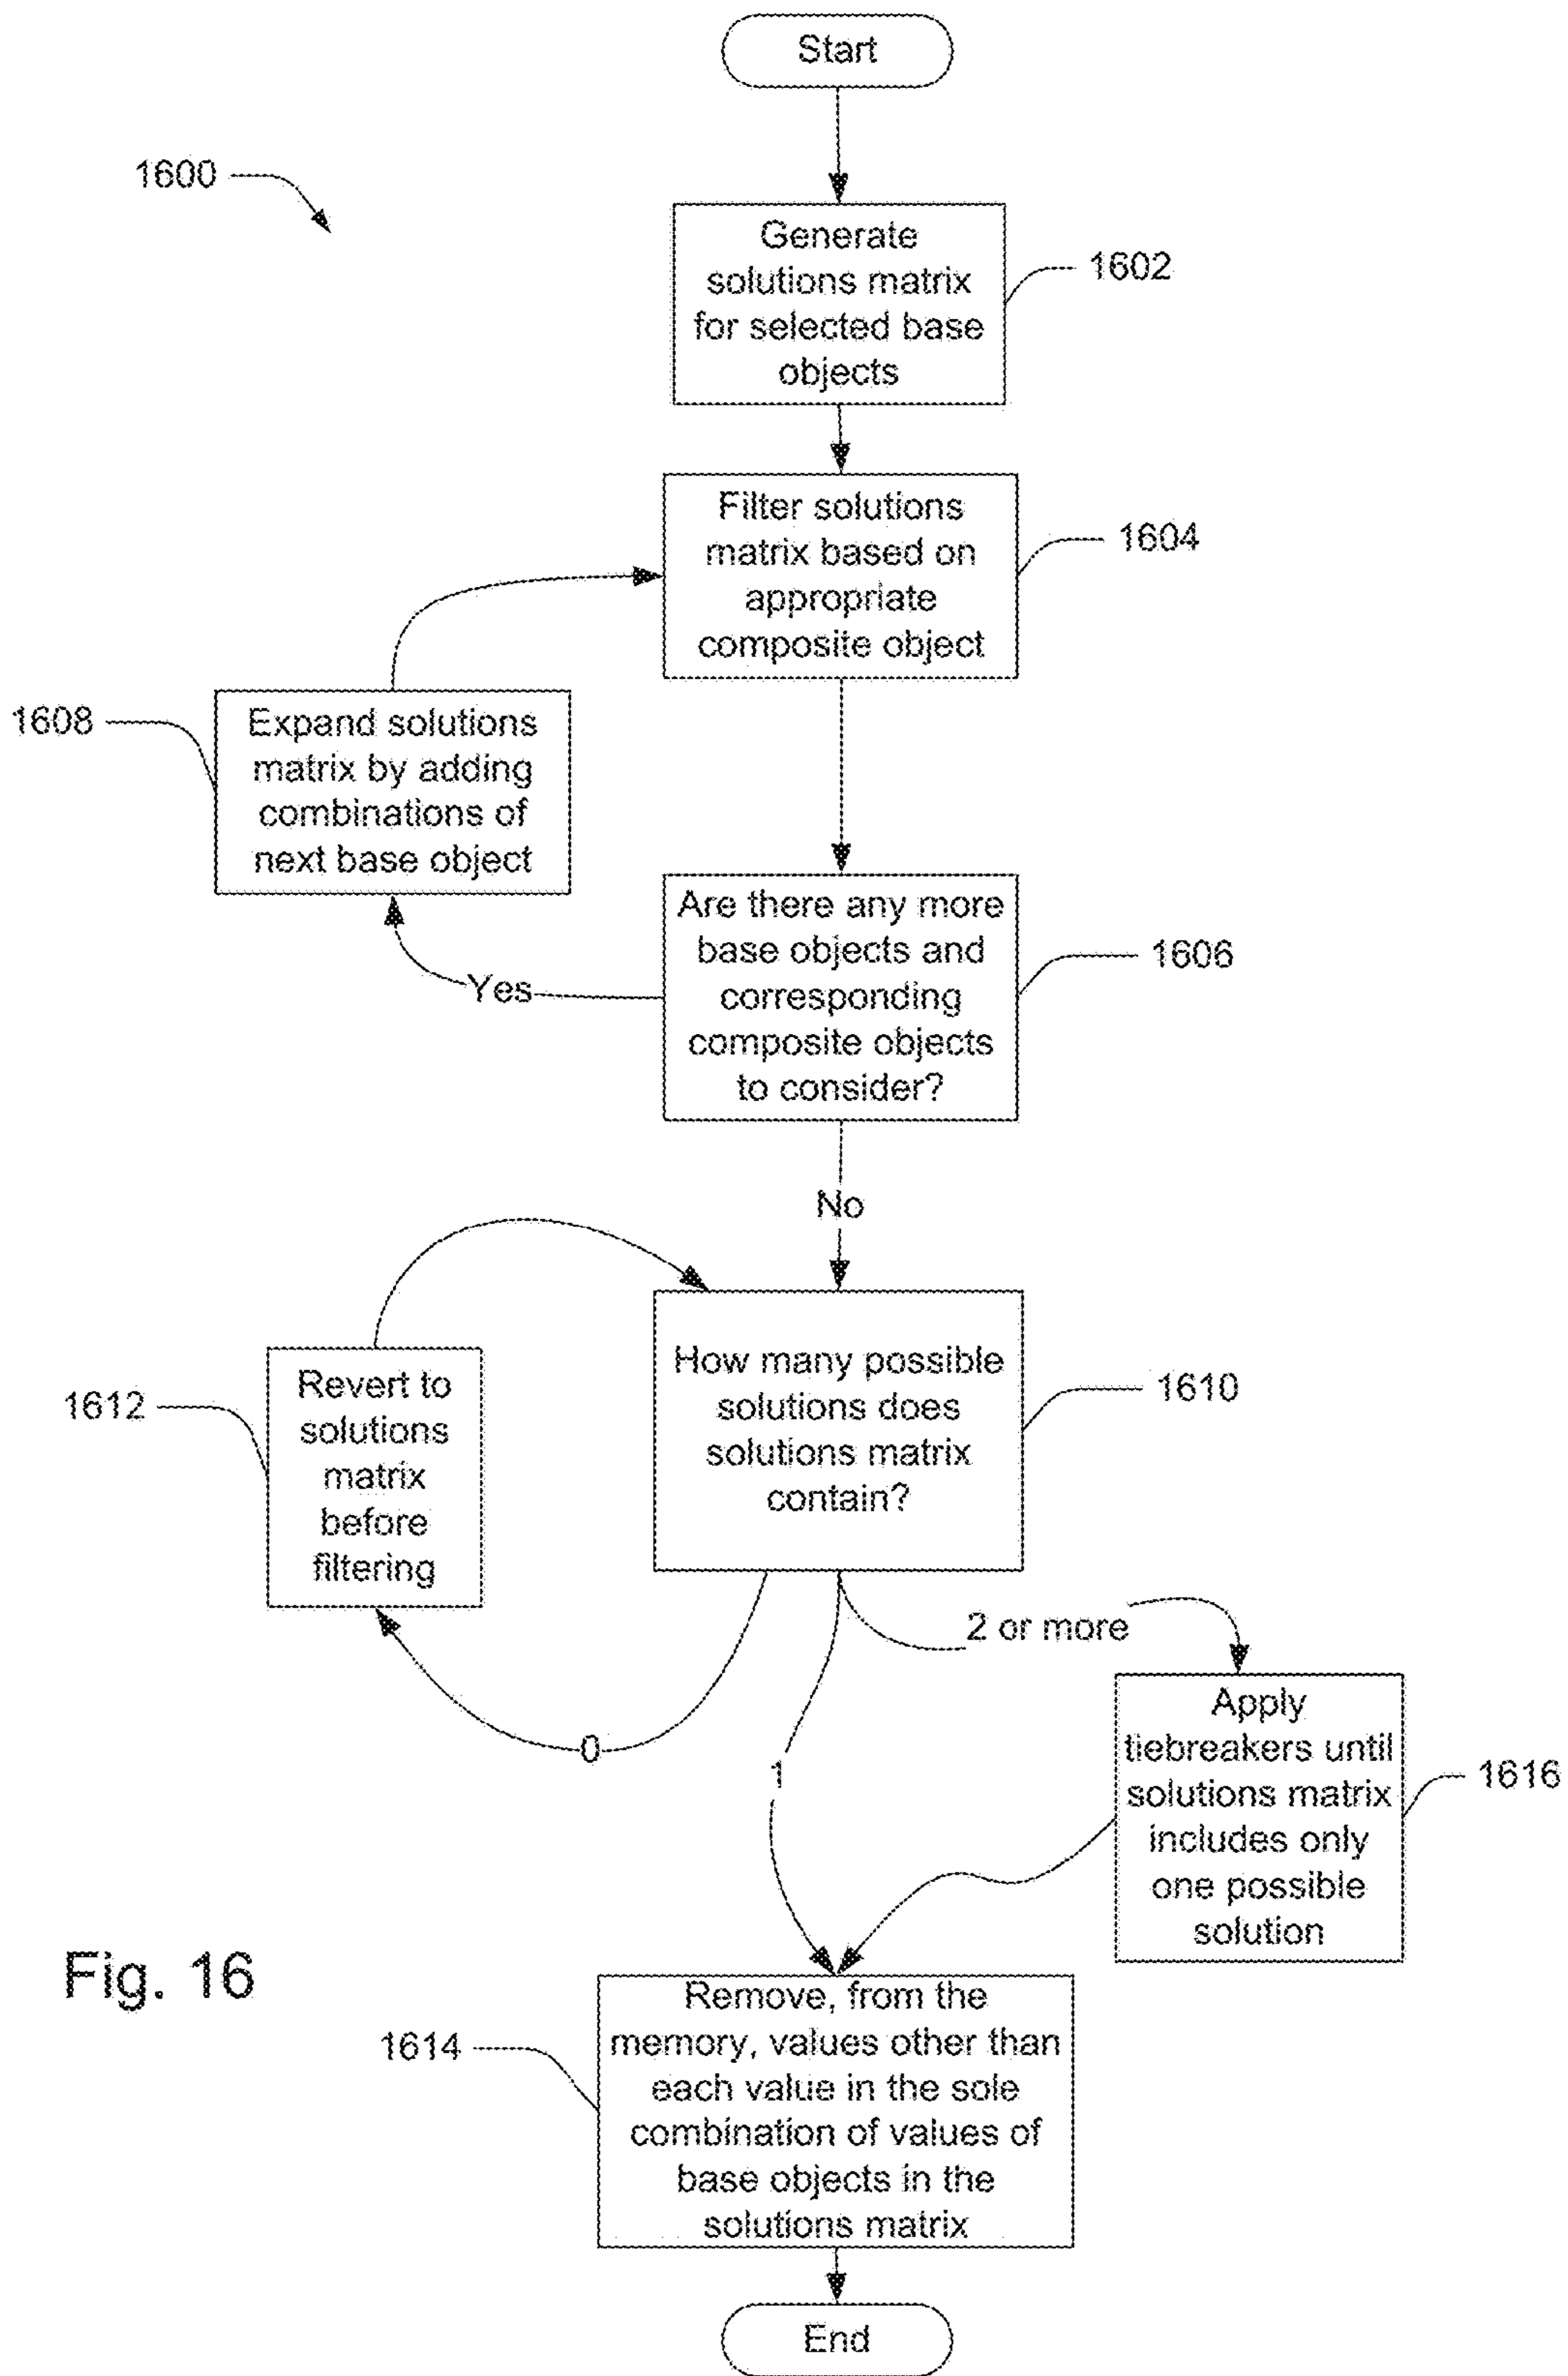 Start
1600
Generate
solutions matrix
for selected base
objects
1602
Filter solutions
matrix based on
appropriate
composite object
1604
1608
Expand solutions
matrix by adding
combinations of
next base object
Are there any more
base objects and
corresponding
composite objects
to consider?
1606
Yes
No
How many possible
solutions does
solutions matrix
contain?
1610
1612
Revert to
solutions
matrix
before
filtering
2 or more
0
1
Apply
tiebreakers until
solutions matrix
includes only
one possible
solution
1616
Fig. 16
1614
Remove, from the
memory, values other than
each value in the sole
combination of values of
base objects in the
solutions matrix
End